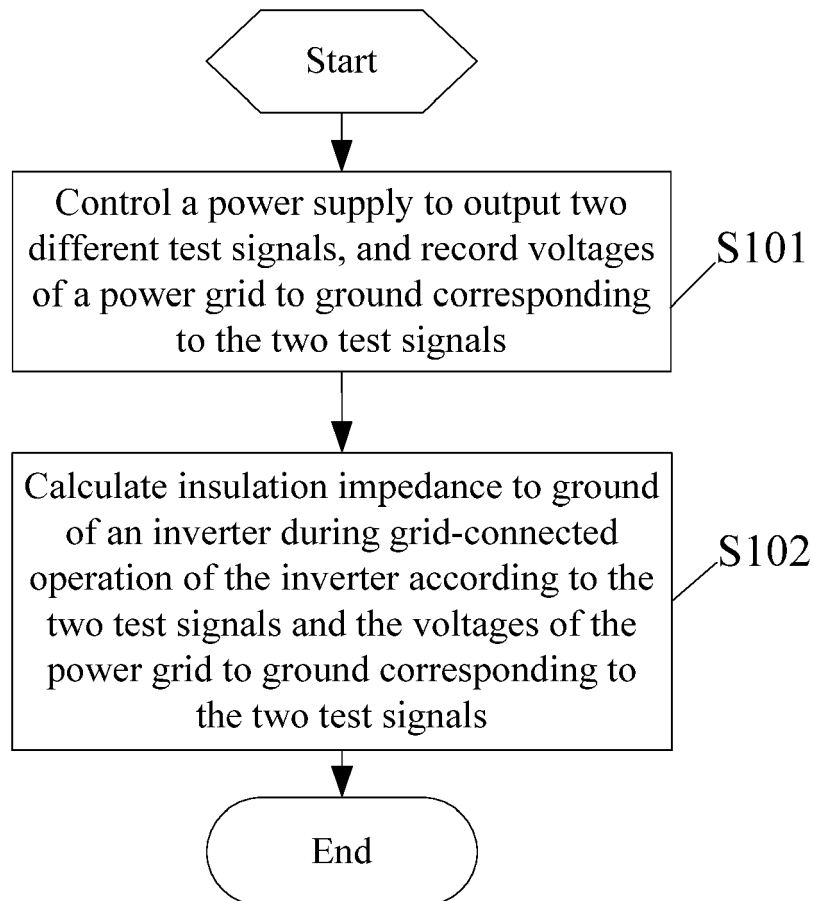 Start
Control a power supply to output two
different test signals, and record voltages
of a power grid to ground corresponding
to the two test signals
S101
Calculate insulation impedance to ground
of an inverter during grid-connected
operation of the inverter according to the
two test signals and the voltages of the
power grid to ground corresponding to
the two test signals
S102
End